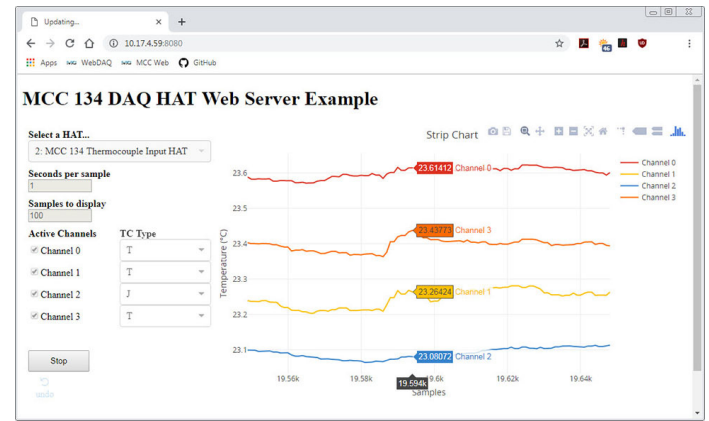 Updating...
10.17.4.59:8080
46
Apps WebDAQ MCC Web GitHub
MCC 134 DAQ HAT Web Server Example
Select a HAT...
2: MCC 134 Thermocouple Input HAT
Seconds per sample
1
Samples to display
100
Active Channels TC Type
Channel 0 T
Channel 1 T
Channel 2 J
Channel 3 T
Stop
undo
Strip Chart
Temperature (°C)
23.6
23.5
23.4
23.3
23.2
23.1
23.61412 Channel 0
23.43773 Channel 3
23.26424 Channel 1
23.08072 Channel 2
19.56k 19.58k 19.6k 19.62k 19.64k
19.594k
Samples
Channel 0
Channel 1
Channel 2
Channel 3